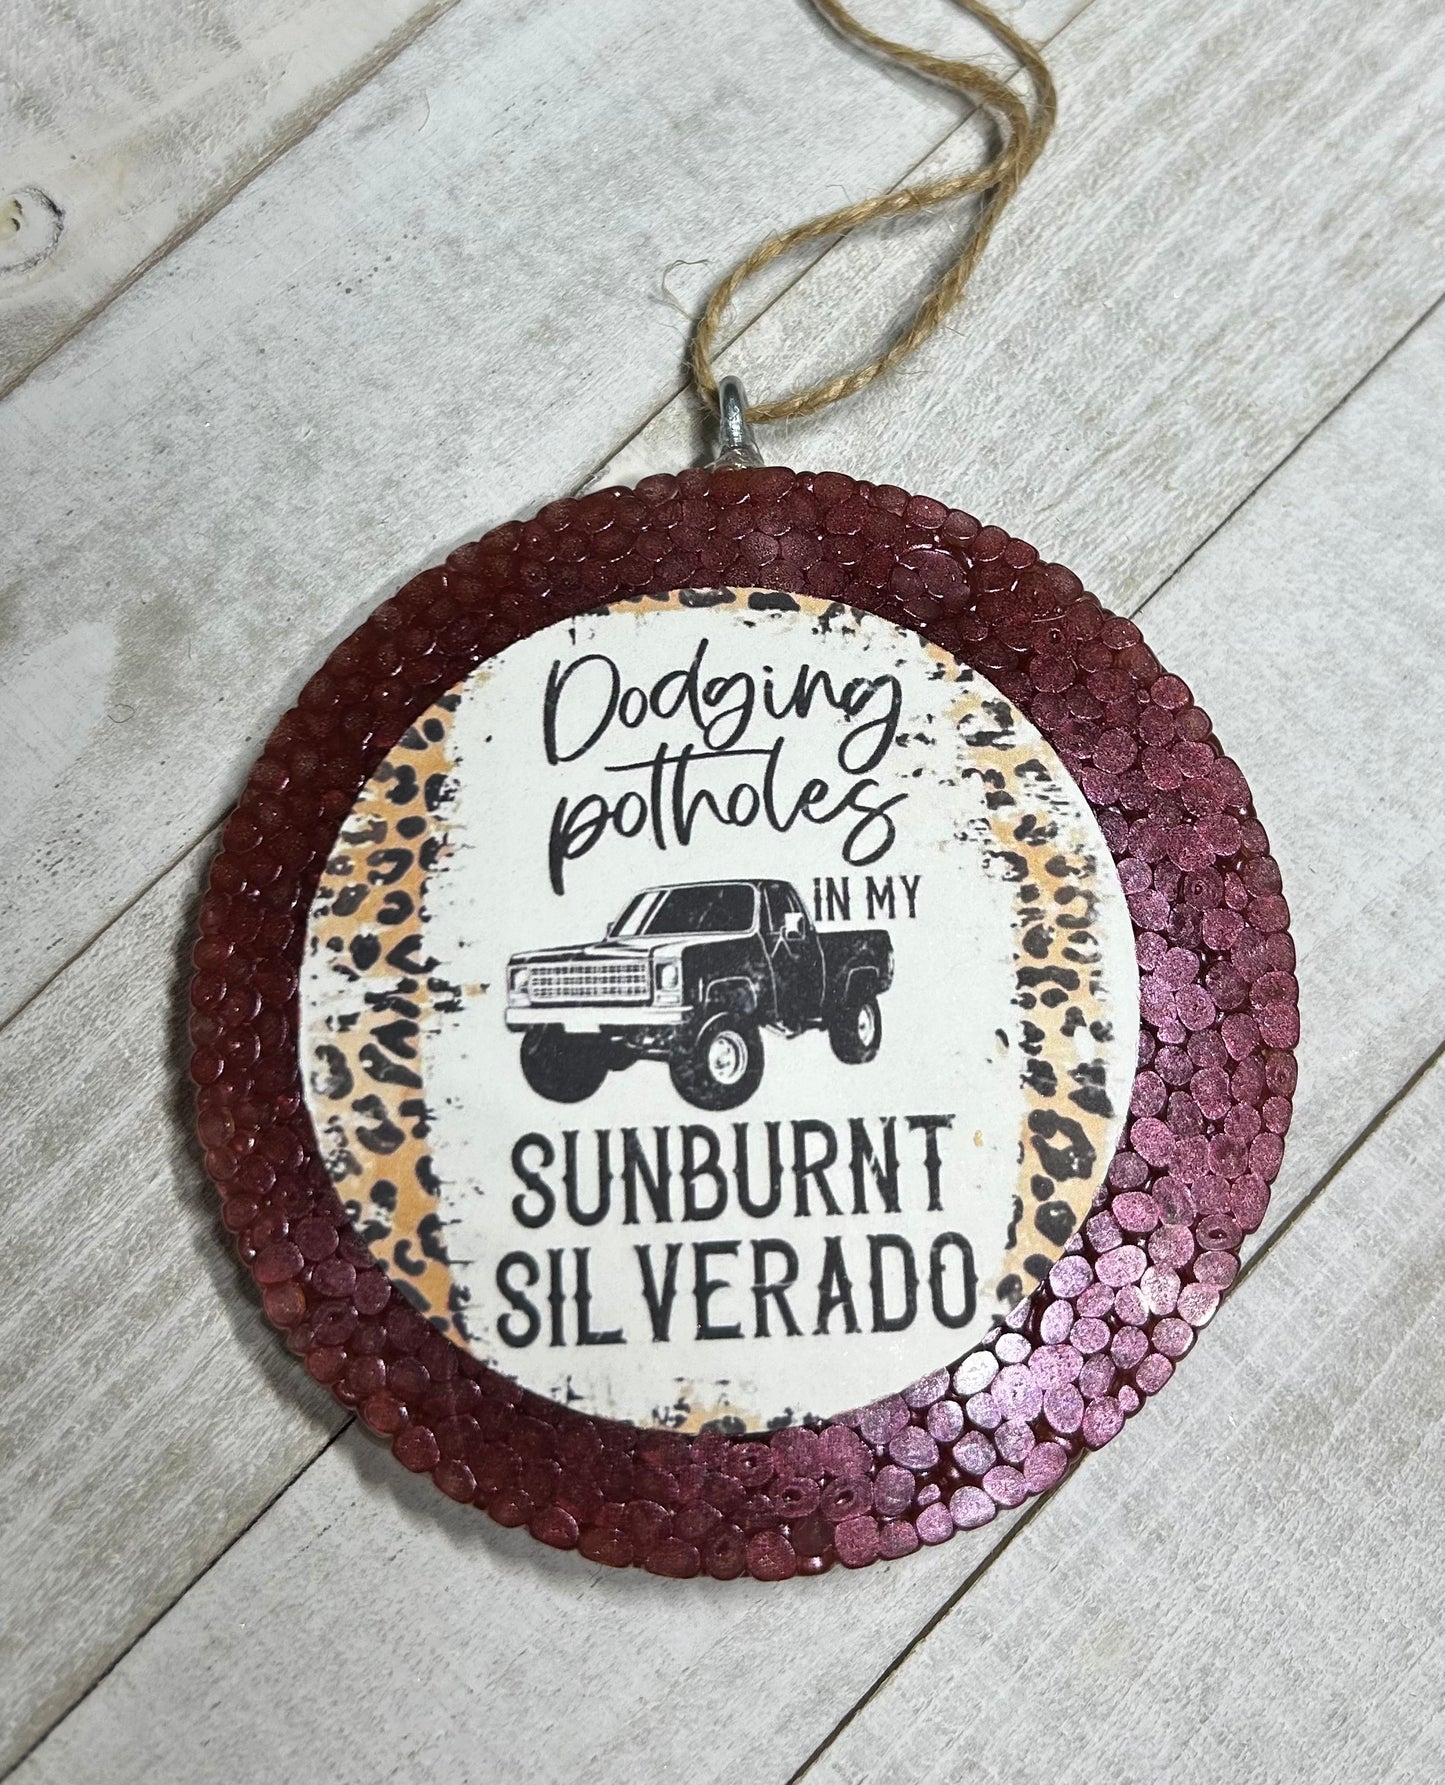 Dodging
potholes
IN MY
SUNBURNT
SILVERADO